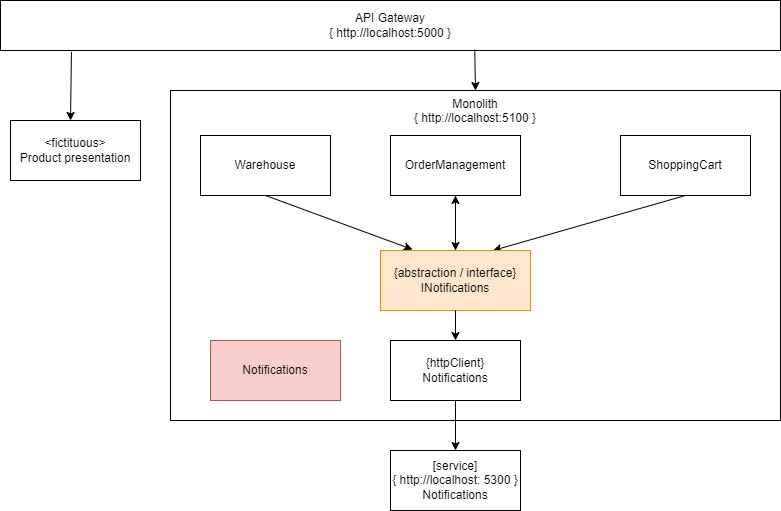 API Gateway
{ http://localhost:5000 }
Monolith
{ http://localhost:5100 }
<fictituous>
Product presentation
Warehouse
OrderManagement
ShoppingCart
{abstraction / interface}
INotifications
Notifications
{httpClient}
Notifications
[service]
{ http://localhost: 5300 }
Notifications